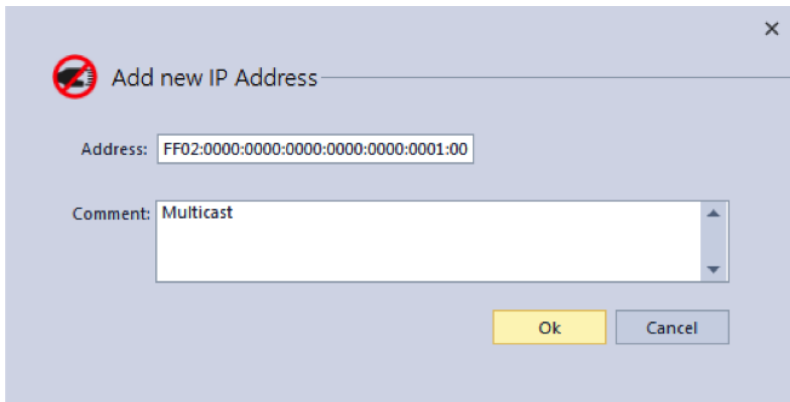 Add new IP Address
Address: FF02:0000:0000:0000:0000:0000:0001:00
Comment: Multicast
Ok Cancel